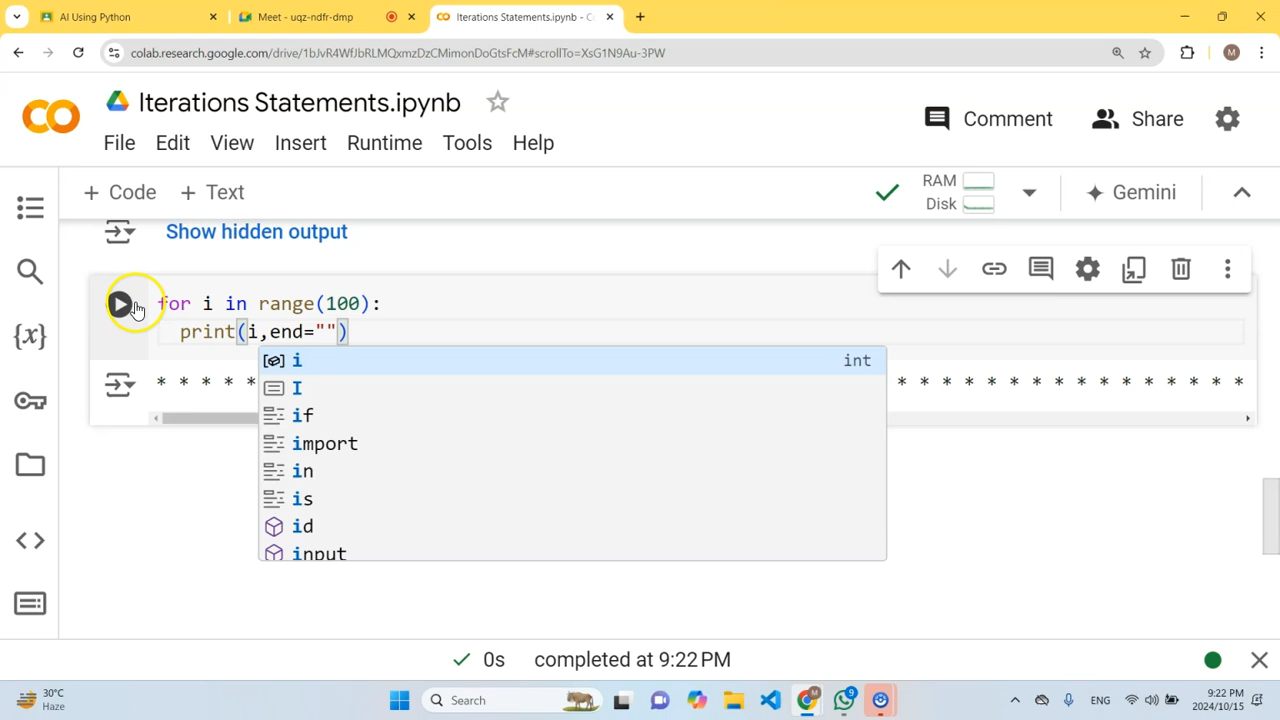 AI Using Python
Meet - uqz-ndfr-dmp
Iterations Statements.ipynb - C
colab.research.google.com/drive/1bJvR4WfJbRLMQxmzDzCMimonDoGtsFcM#scrollTo=XsG1N9Au-3PW
M
Iterations Statements.ipynb
Comment
Share
File Edit View Insert Runtime Tools Help
+ Code + Text
RAM
Disk
Gemini
Show hidden output
for i in range(100):
print(i,end="")
i int
I
if
import
in
is
id
input
* * * * * * * * * * * * * * * * * * * * *
{x}
0s completed at 9:22 PM
30°C
Haze
Search
M
9
ENG
9:22 PM
2024/10/15